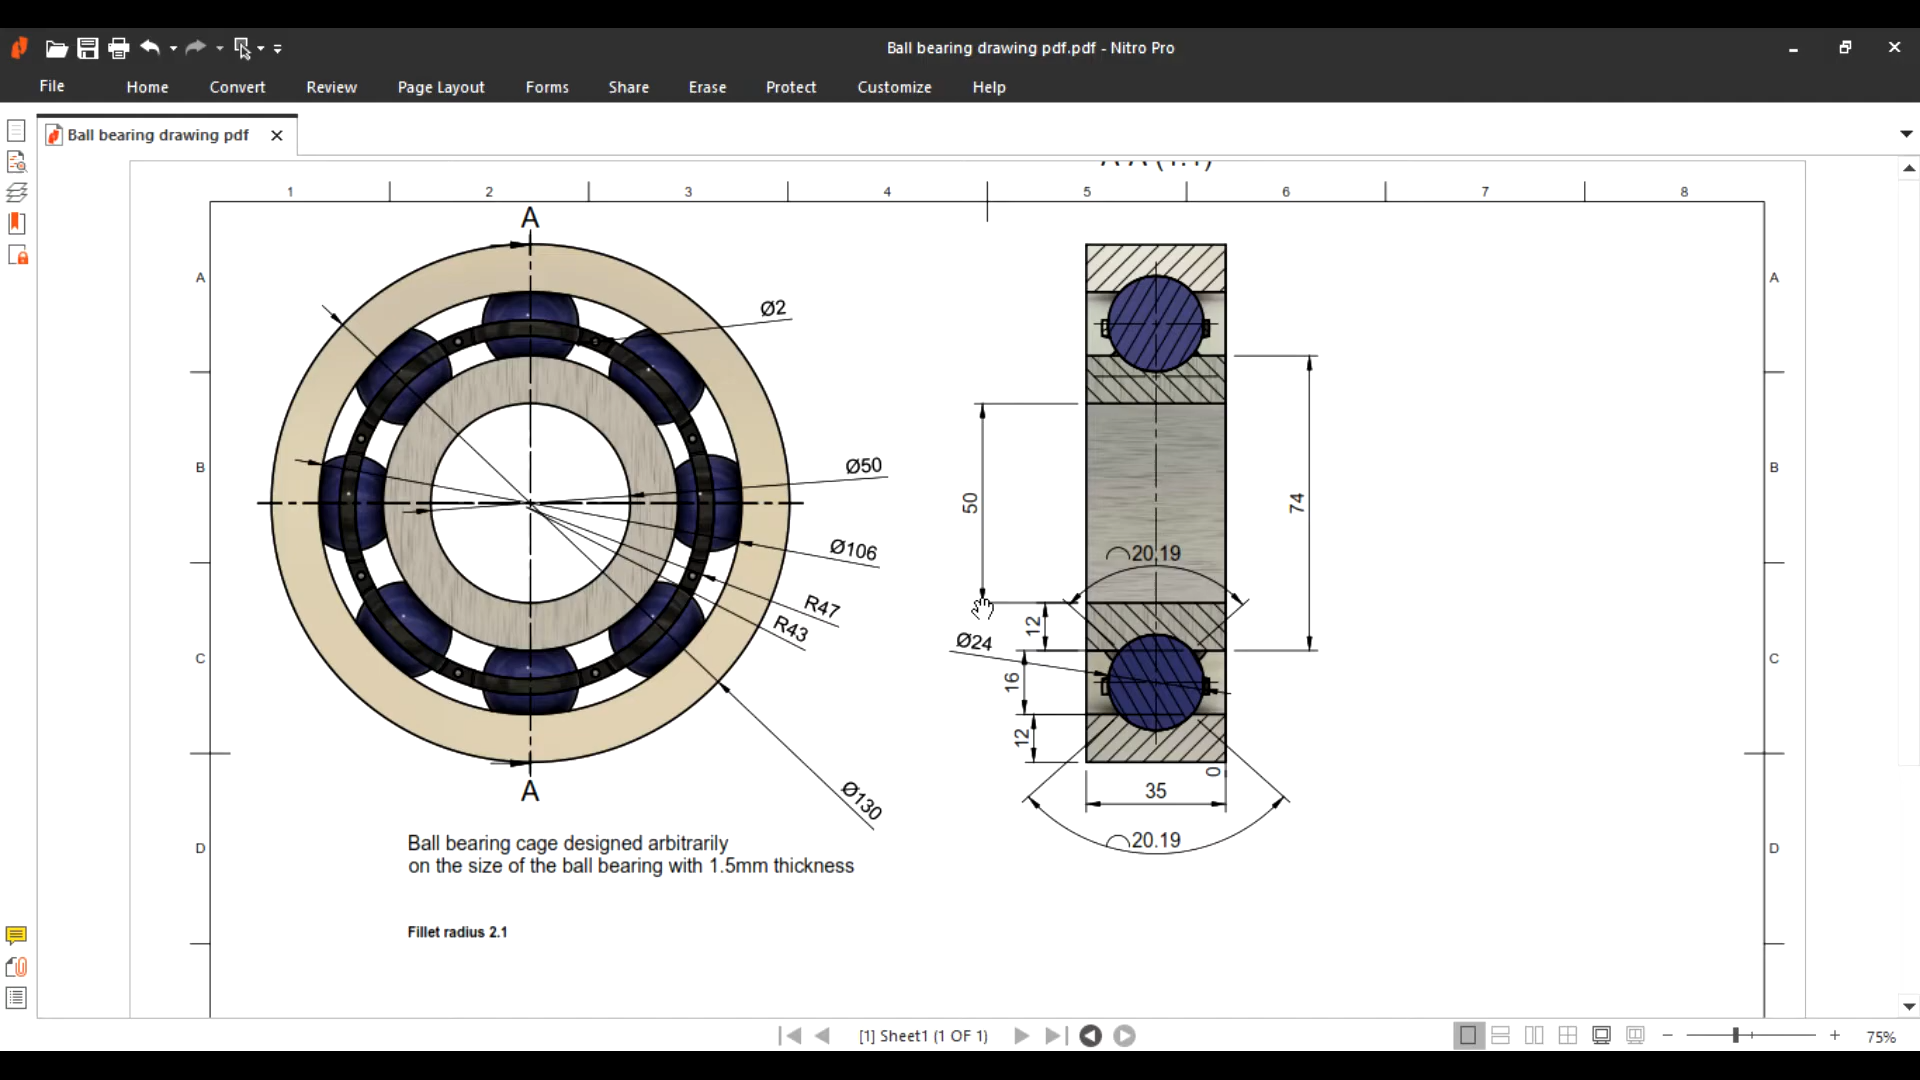 Ball bearing drawing pdf.pdf - Nitro Pro
File Home Convert Review Page Layout Forms Share Erase Protect Customize Help
Ball bearing drawing pdf
1 2 3 4 5 6 7 8
A
A A
Ø2
B B
Ø50
50
74
Ø106
20.19
R47
R43
12
Ø24
C C
16
12
0
A
Ø130
35
20.19
Ball bearing cage designed arbitrarily
on the size of the ball bearing with 1.5mm thickness
D D
Fillet radius 2.1
[1] Sheet1 (1 OF 1)
75%